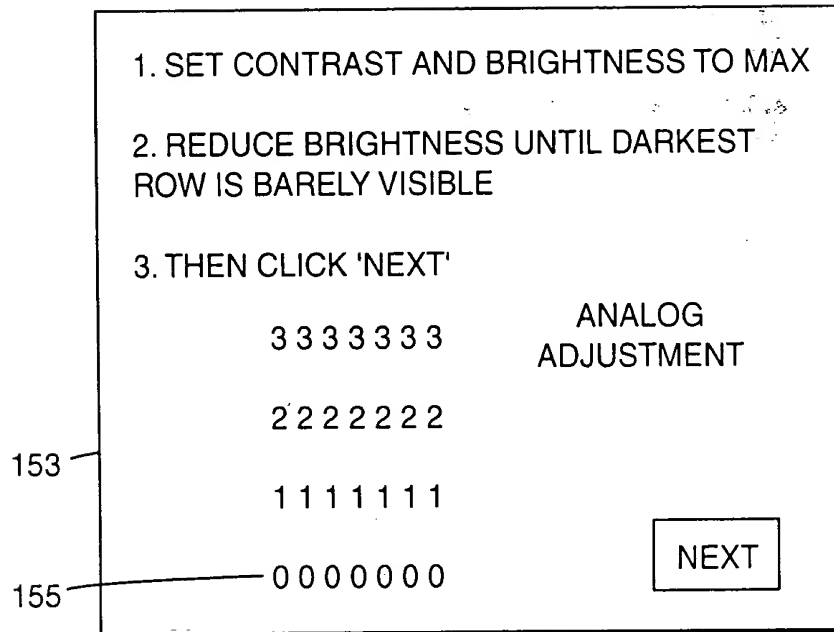 1. SET CONTRAST AND BRIGHTNESS TO MAX
2. REDUCE BRIGHTNESS UNTIL DARKEST
ROW IS BARELY VISIBLE
3. THEN CLICK 'NEXT'
3 3 3 3 3 3 3
ANALOG
ADJUSTMENT
2 2 2 2 2 2 2
153
1 1 1 1 1 1 1
155
0 0 0 0 0 0 0
NEXT